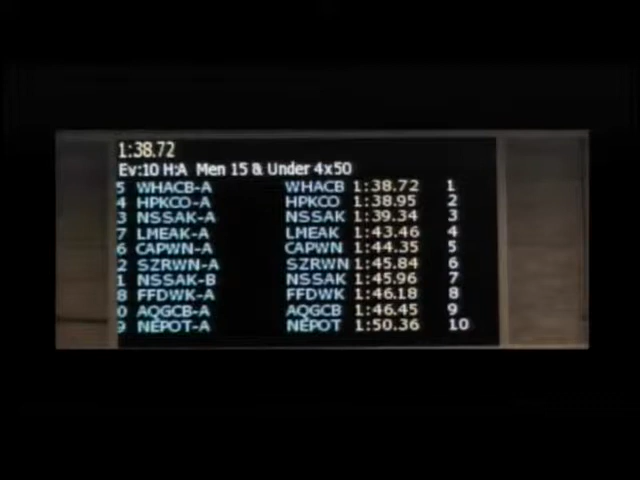 1:38.72
Ev:10 H:A Men 15 & Under 4x50
5 WHACB-A WHACB 1:38.72 1
4 HPKCO-A HPKCO 1:38.95 2
3 NSSAK-A NSSAK 1:39.34 3
7 LMEAK-A LMEAK 1:43.46 4
6 CAPWN-A CAPWN 1:44.35 5
2 SZRWN-A SZRWN 1:45.84 6
1 NSSAK-B NSSAK 1:45.96 7
8 FFDWK-A FFDWK 1:46.18 8
0 AQGCB-A AQGCB 1:46.45 9
9 NEPOT-A NEPOT 1:50.36 10